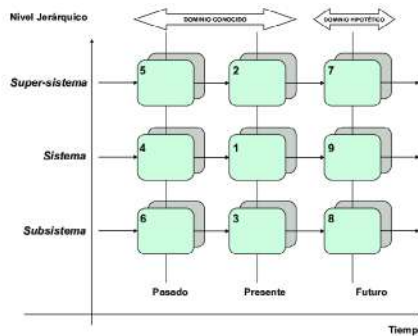 Nivel Jerárquico
DOMINIO CONOCIDO
DOMINIO HIPOTÉTICO
Super-sistema
5
2
7
Sistema
4
1
9
Subsistema
6
3
8
Pasado
Presente
Futuro
Tiemp